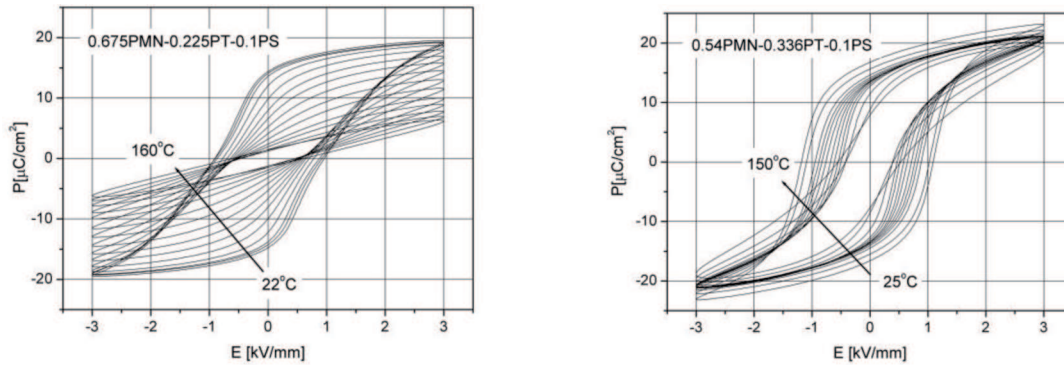 0.675PMN-0.225PT-0.1PS
20
10
0
-10
-20
P[µC/cm²]
160°C
22°C
-3 -2 -1 0 1 2 3
E [kV/mm]
0.54PMN-0.336PT-0.1PS
20
10
0
-10
-20
P[µC/cm²]
150°C
25°C
-3 -2 -1 0 1 2 3
E [kV/mm]